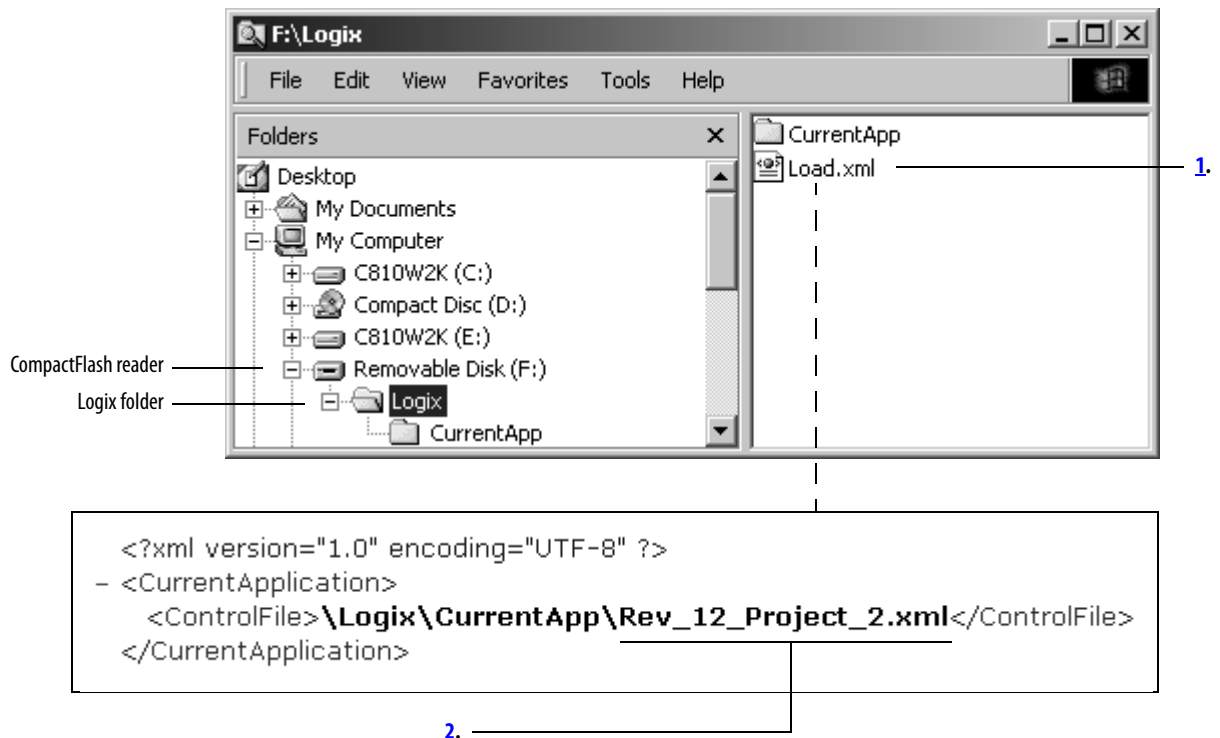 F:\Logix
File Edit View Favorites Tools Help
Folders
Desktop
My Documents
My Computer
C810W2K (C:)
Compact Disc (D:)
C810W2K (E:)
Removable Disk (F:)
Logix
CurrentApp
CurrentApp
Load.xml
1.
CompactFlash reader
Logix folder
<?xml version="1.0" encoding="UTF-8" ?>
– <CurrentApplication>
<ControlFile>\Logix\CurrentApp\Rev_12_Project_2.xml</ControlFile>
</CurrentApplication>
2.